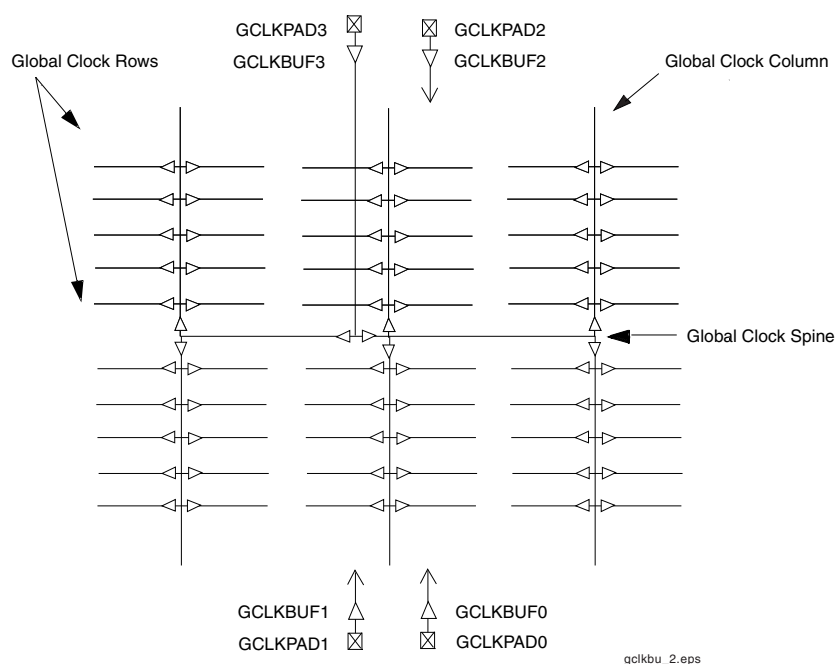 GCLKPAD3
GCLKPAD2
Global Clock Rows
GCLKBUF3
GCLKBUF2
Global Clock Column
Global Clock Spine
GCLKBUF1
GCLKBUF0
GCLKPAD1
GCLKPAD0
gclkbu_2.eps